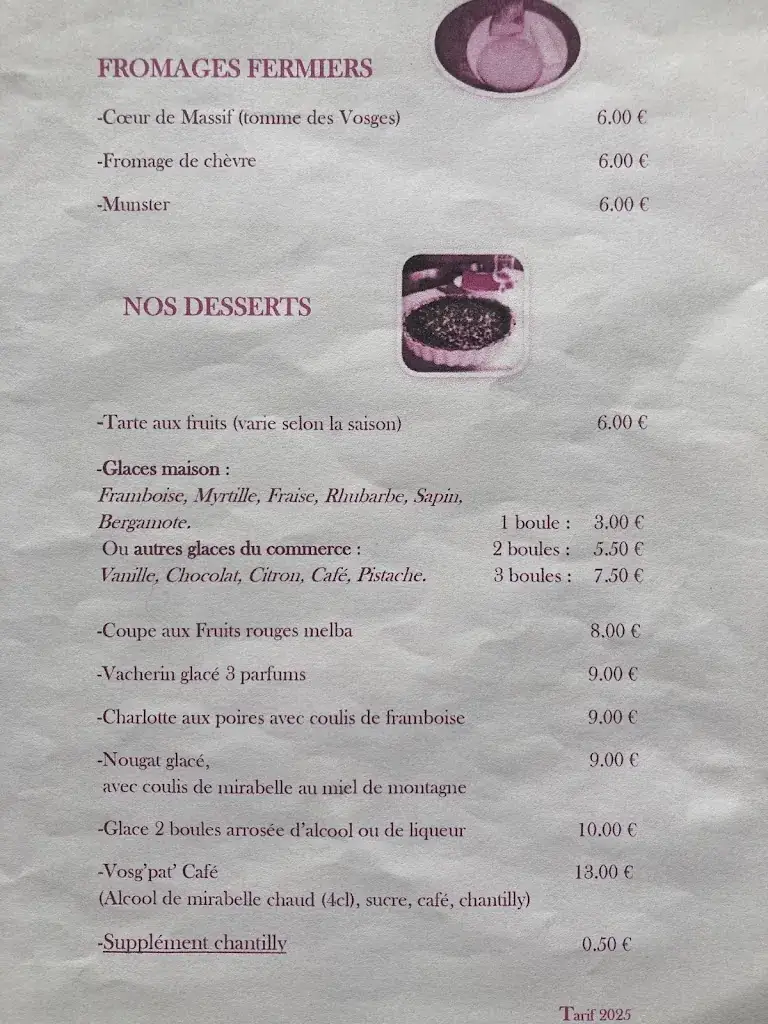 FROMAGES FERMIERS
-Cœur de Massif (tomme des Vosges) 6.00 €
-Fromage de chèvre 6.00 €
-Munster 6.00 €
NOS DESSERTS
-Tarte aux fruits (varie selon la saison) 6.00 €
-Glaces maison :
Framboise, Myrtille, Fraise, Rhubarbe, Sapin,
Bergamote. 1 boule : 3.00 €
Ou autres glaces du commerce : 2 boules : 5.50 €
Vanille, Chocolat, Citron, Café, Pistache. 3 boules : 7.50 €
-Coupe aux Fruits rouges melba 8.00 €
-Vacherin glacé 3 parfums 9.00 €
-Charlotte aux poires avec coulis de framboise 9.00 €
-Nougat glacé, 9.00 €
avec coulis de mirabelle au miel de montagne
-Glace 2 boules arrosée d'alcool ou de liqueur 10.00 €
-Vosg'pat' Café 13.00 €
(Alcool de mirabelle chaud (4cl), sucre, café, chantilly)
-Supplément chantilly 0.50 €
Tarif 2025